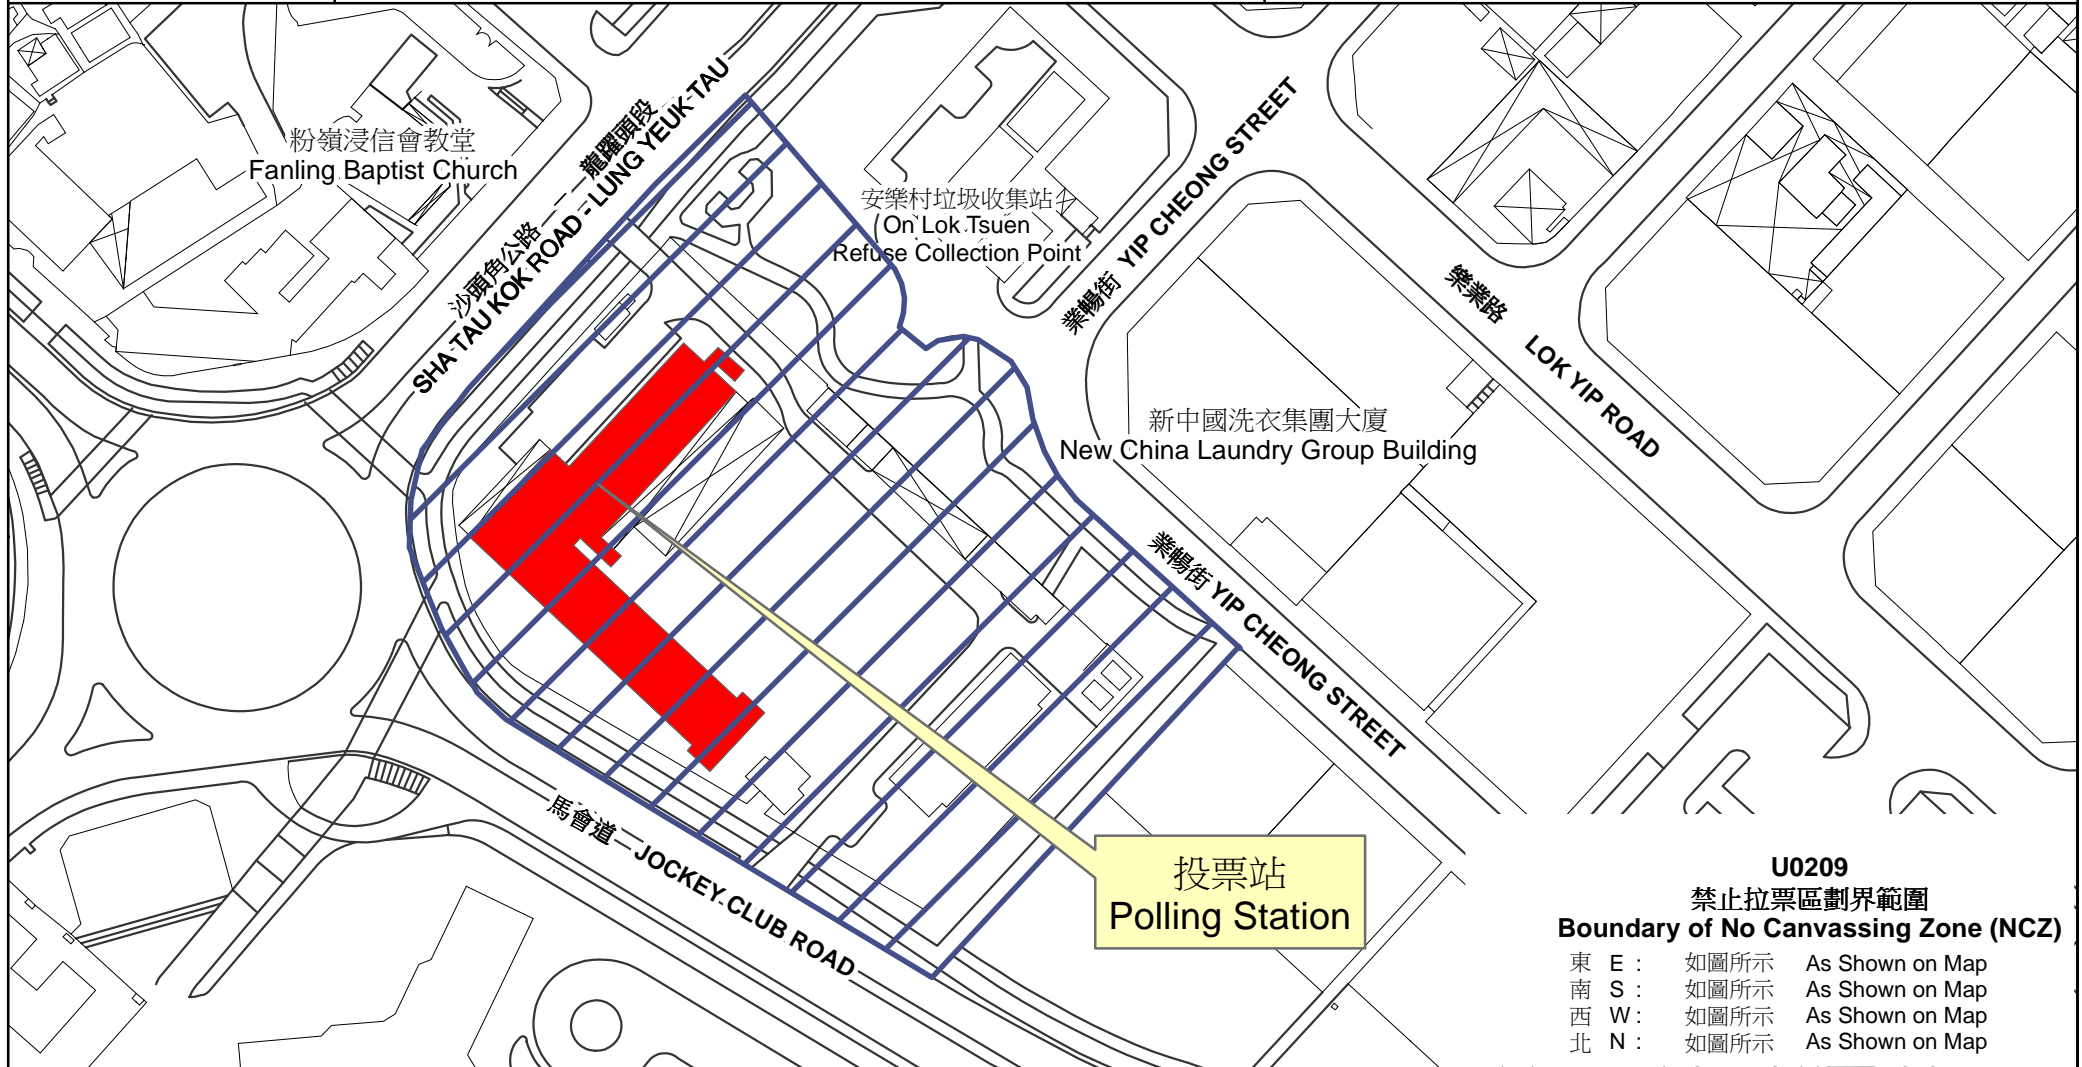 粉嶺浸信會教堂
Fanling Baptist Church
沙頭角公路 - 龍躍頭段
SHA TAU KOK ROAD - LUNG YEUK TAU
安樂村垃圾收集站
On Lok Tsuen
Refuse Collection Point
業暢街 YIP CHEONG STREET
樂業路 LOK YIP ROAD
新中國洗衣集團大廈
New China Laundry Group Building
業暢街 YIP CHEONG STREET
馬會道 JOCKEY CLUB ROAD
投票站
Polling Station
U0209
禁止拉票區劃界範圍
Boundary of No Canvassing Zone (NCZ)
東 E : 如圖所示 As Shown on Map
南 S : 如圖所示 As Shown on Map
西 W : 如圖所示 As Shown on Map
北 N : 如圖所示 As Shown on Map